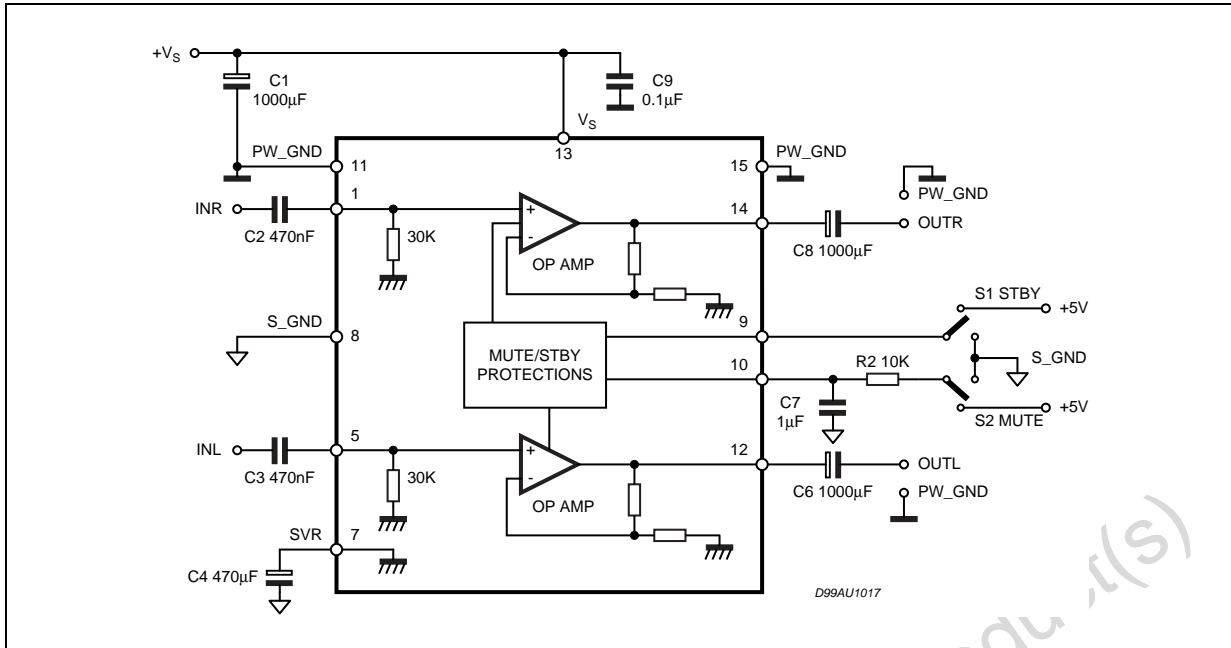 +VS
C1
1000µF
C9
0.1µF
VS
13
PW_GND
11
15
PW_GND
INR
C2 470nF
1
30K
+
-
OP AMP
14
C8 1000µF
PW_GND
OUTR
S_GND
8
MUTE/STBY
PROTECTIONS
9
10
S1 STBY
+5V
S_GND
R2 10K
C7
1µF
S2 MUTE
+5V
INL
C3 470nF
5
30K
+
-
OP AMP
12
C6 1000µF
OUTL
PW_GND
SVR
7
C4 470µF
D99AU1017